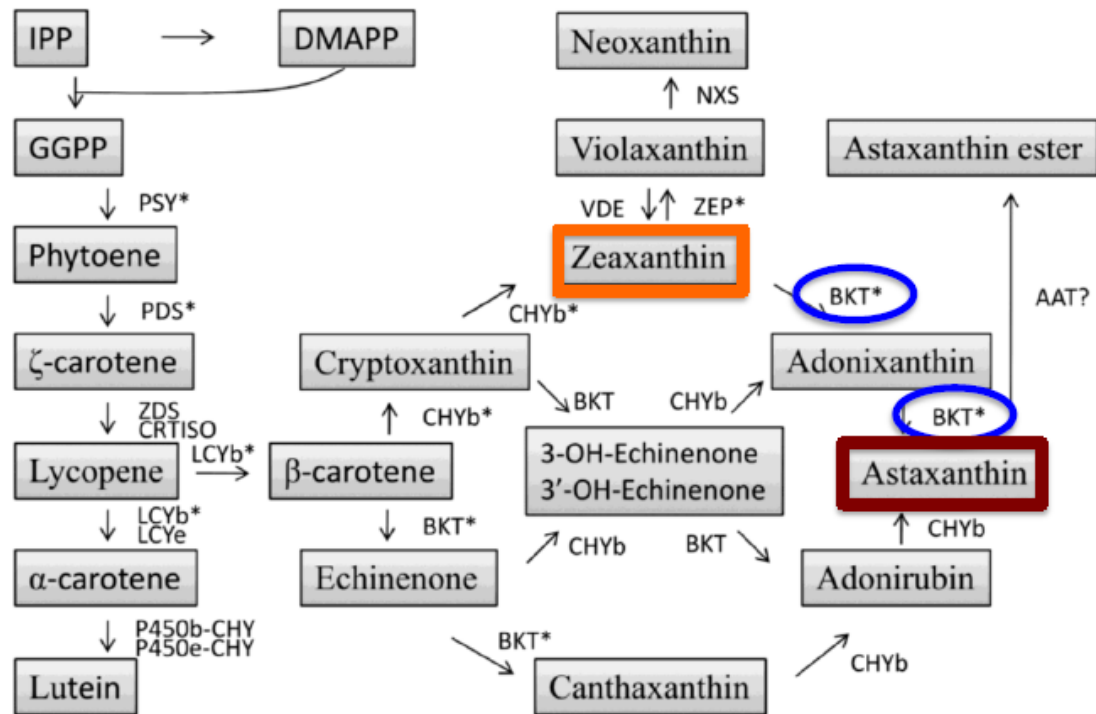 IPP
DMAPP
GGPP
PSY*
Phytoene
PDS*
ζ-carotene
ZDS
CRTISO
Lycopene
LCYb*
LCYb*
LCYe
α-carotene
P450b-CHY
P450e-CHY
Lutein
Neoxanthin
NXS
Violaxanthin
VDE
ZEP*
Zeaxanthin
CHYb*
Cryptoxanthin
CHYb*
β-carotene
BKT*
Echinenone
BKT
CHYb
3-OH-Echinenone
3'-OH-Echinenone
CHYb
BKT
BKT*
Canthaxanthin
CHYb
Astaxanthin ester
AAT?
BKT*
Adonixanthin
BKT*
Astaxanthin
CHYb
Adonirubin